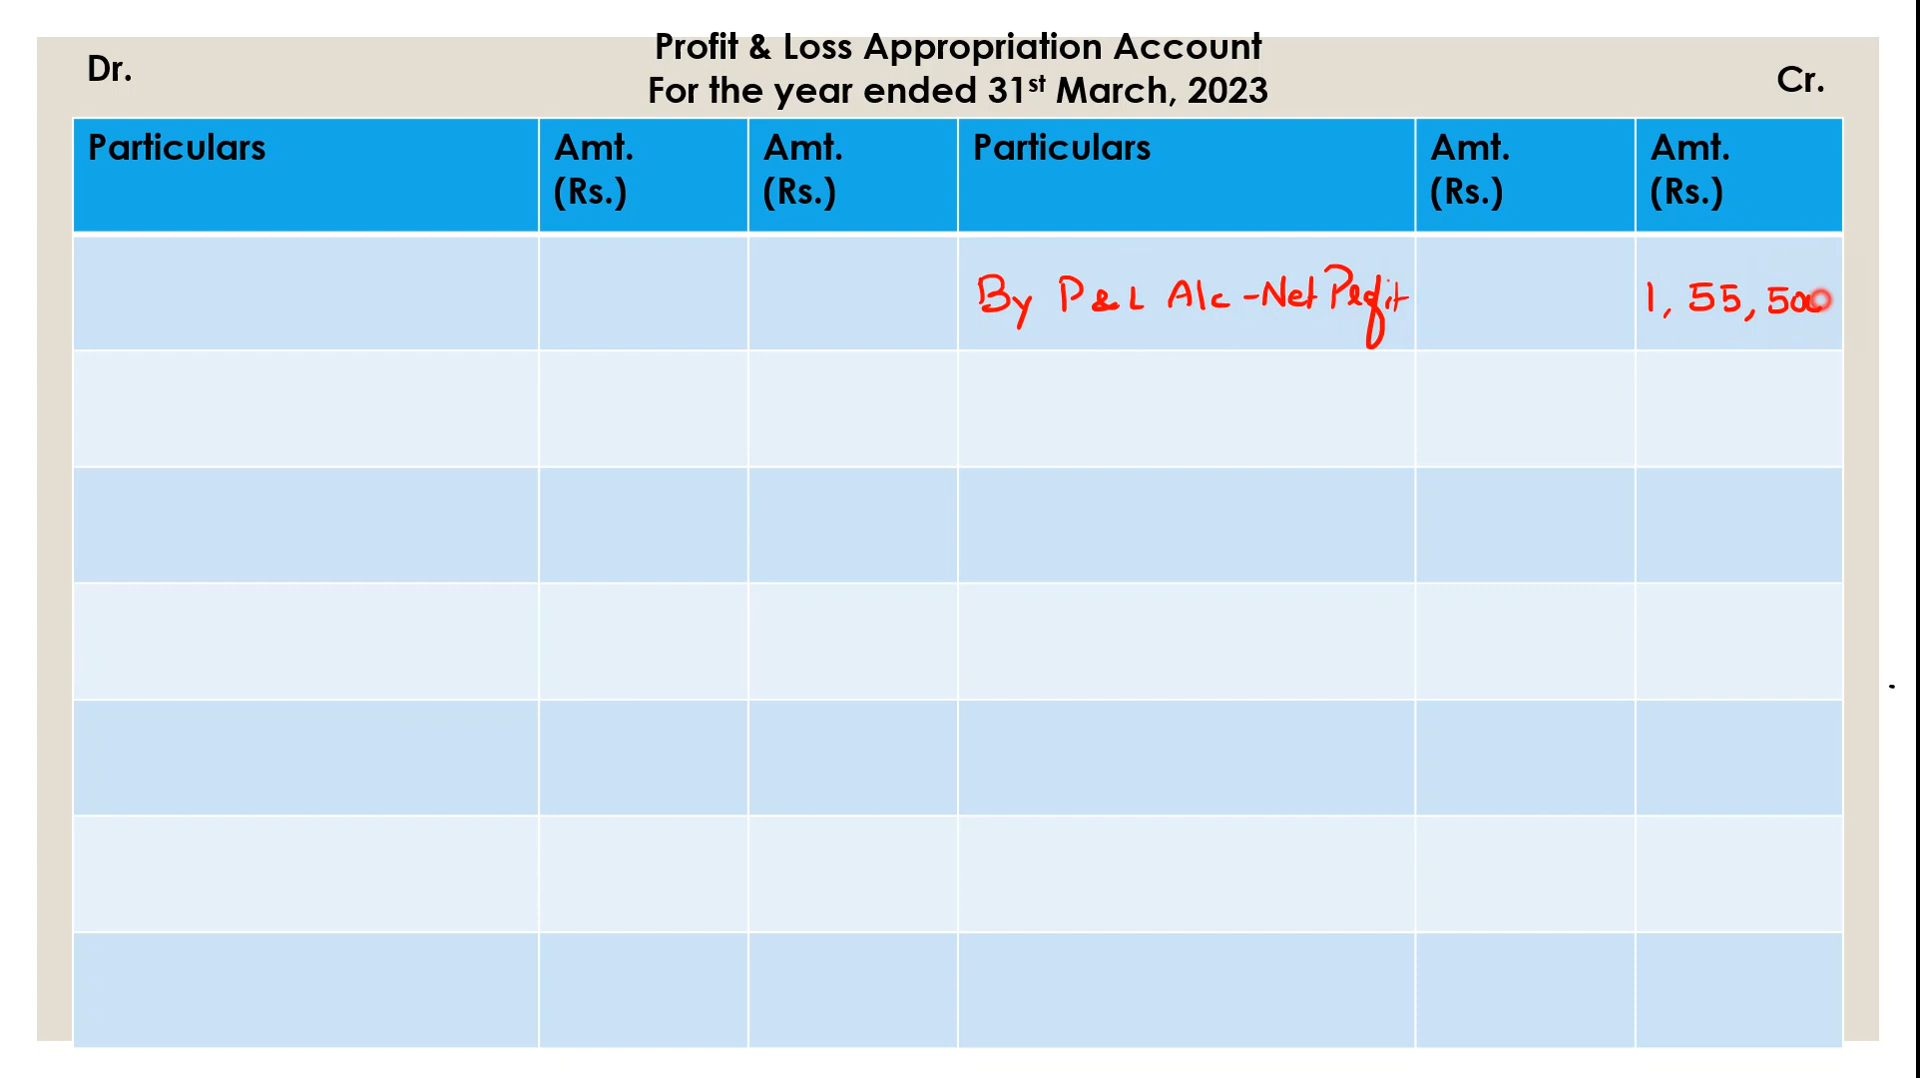 Profit & Loss Appropriation Account
For the year ended 31st March, 2023
Dr.
Cr.
Particulars
Amt.
(Rs.)
Amt.
(Rs.)
Particulars
Amt.
(Rs.)
Amt.
(Rs.)
By P & L A/c - Net Profit
1, 55, 500